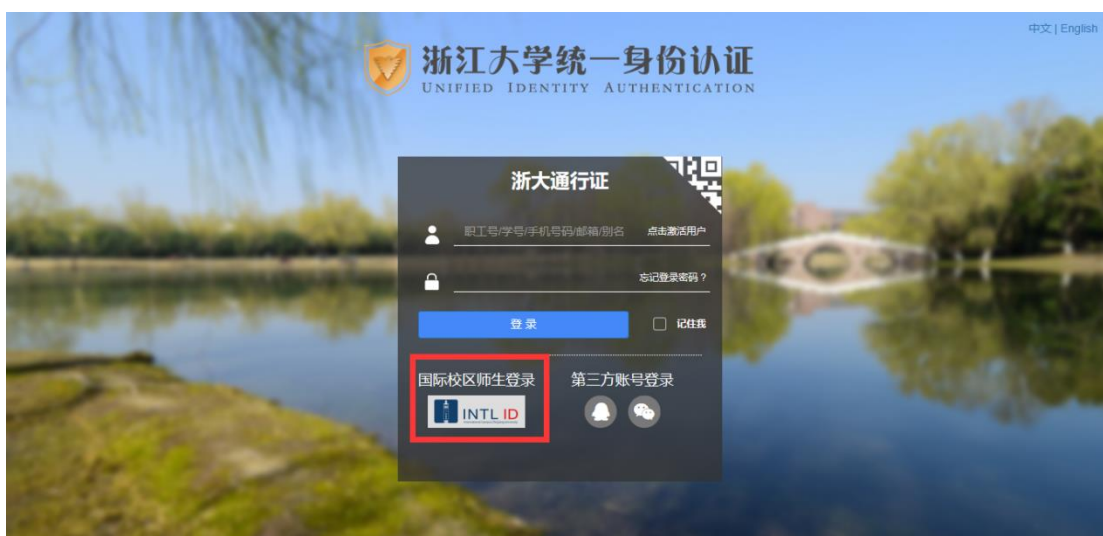 中文 | English
浙江大学统一身份认证
UNIFIED IDENTITY AUTHENTICATION
浙大通行证
职工号/学号/手机号码/邮箱/别名 点击激活用户
忘记登录密码？
登录 记住我
国际校区师生登录 第三方账号登录
INTL ID